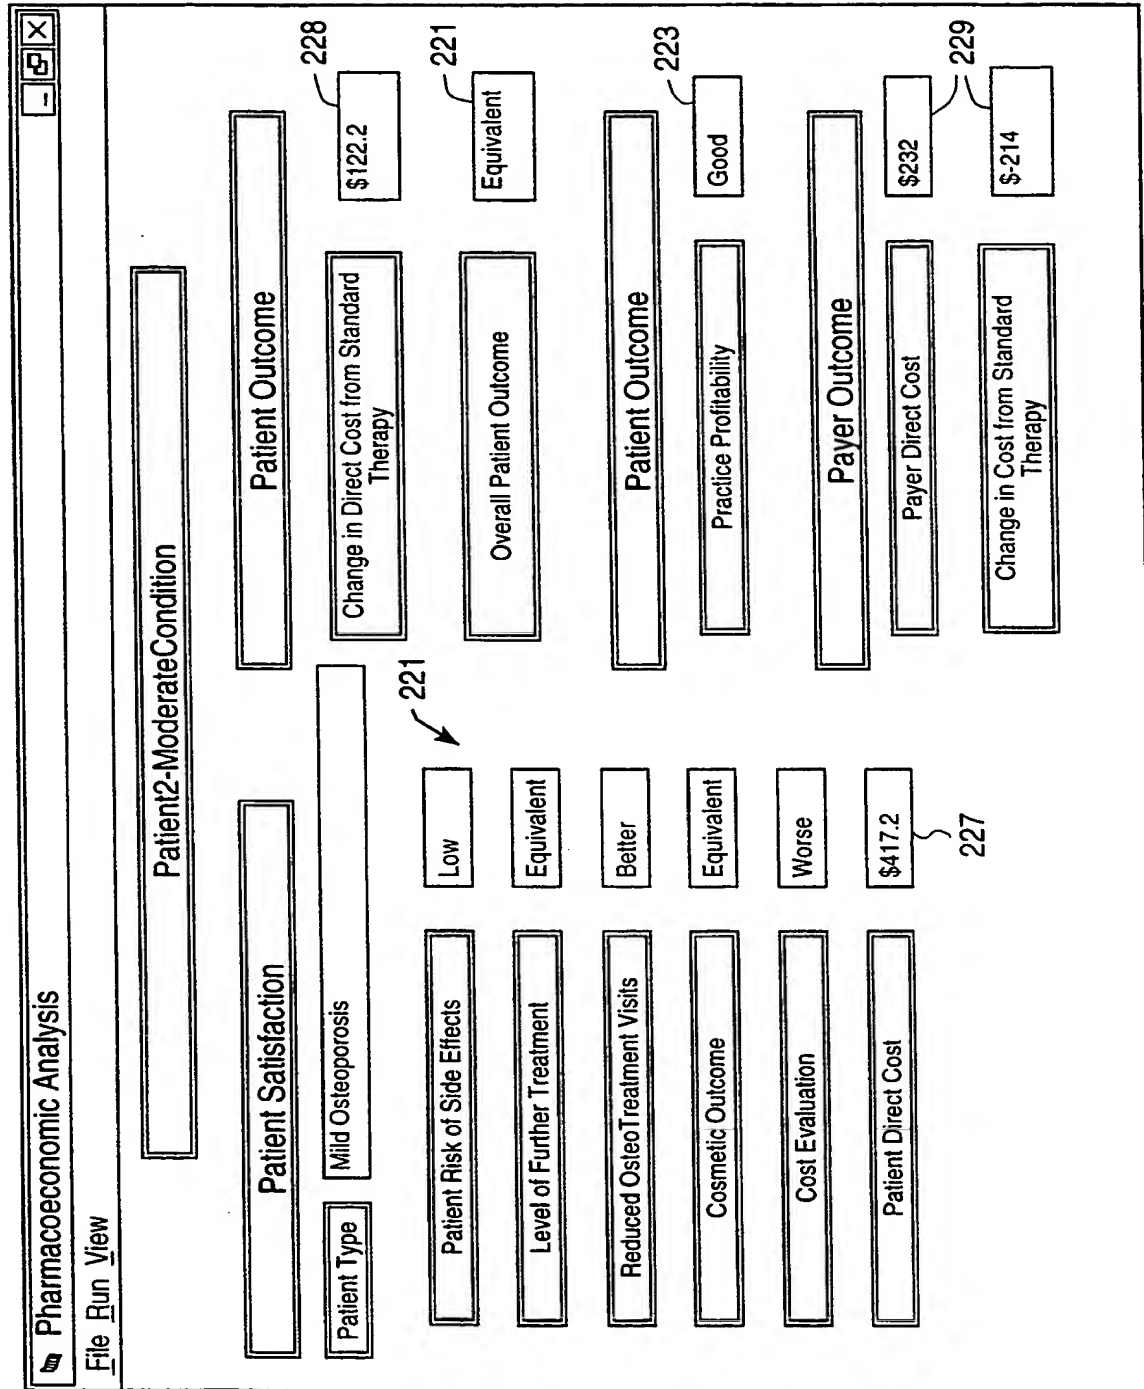 Pharmacoeconomic Analysis
File Run View
Patient2-ModerateCondition
Patient Satisfaction
Patient Type
Mild Osteoporosis
221
Patient Risk of Side Effects
Low
Level of Further Treatment
Equivalent
Reduced OsteoTreatment Visits
Better
Cosmetic Outcome
Equivalent
Cost Evaluation
Worse
Patient Direct Cost
$417.2
227
Patient Outcome
Change in Direct Cost from Standard
Therapy
$122.2
228
Overall Patient Outcome
Equivalent
221
Patient Outcome
Practice Profitability
Good
223
Payer Outcome
Payer Direct Cost
$232
229
Change in Cost from Standard
Therapy
$-214